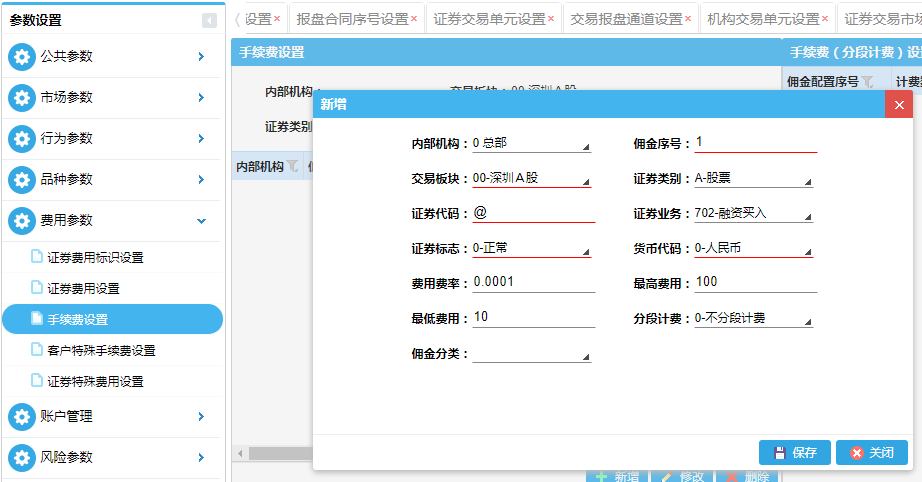 参数设置
公共参数
市场参数
行为参数
品种参数
费用参数
证券费用标识设置
证券费用设置
手续费设置
客户特殊手续费设置
证券特殊费用设置
账户管理
风险参数
设置× 报盘合同序号设置× 证券交易单元设置× 交易报盘通道设置× 机构交易单元设置× 证券交易市场
手续费设置
手续费（分段计费）设
内部机构：
交易板块：00-深圳A股
佣金配置序号 计费
证券类别
内部机构
新增 ×
内部机构：0 总部 佣金序号：1
交易板块：00-深圳A股 证券类别：A-股票
证券代码：@ 证券业务：702-融资买入
证券标志：0-正常 货币代码：0-人民币
费用费率：0.0001 最高费用：100
最低费用：10 分段计费：0-不分段计费
佣金分类：
保存 关闭
新增 修改 删除